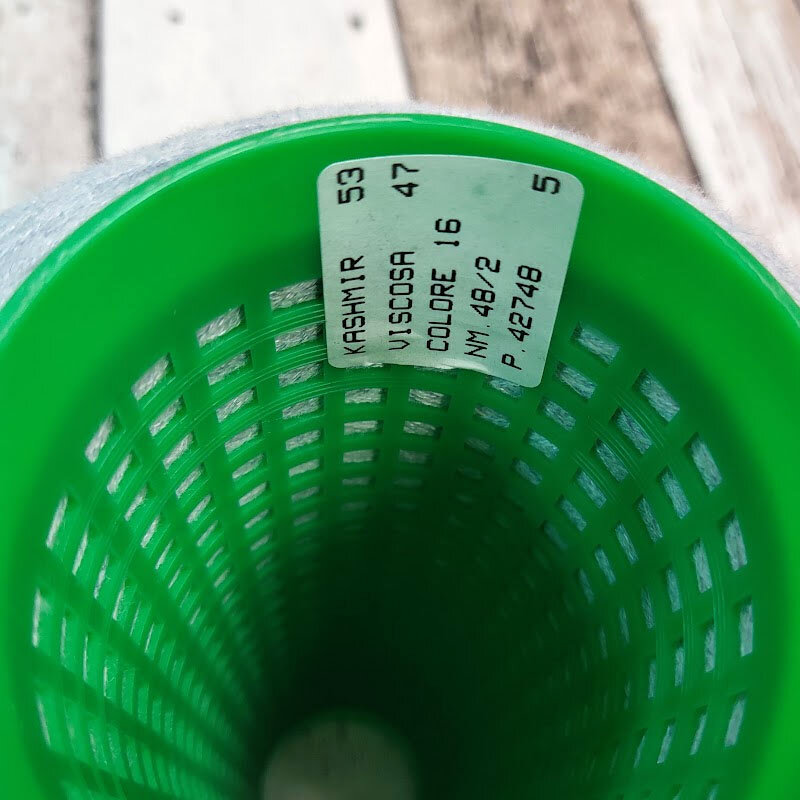 KASHMIR 53
VISCOSA 47
COLORE 16
NM. 48/2 5
P. 42748